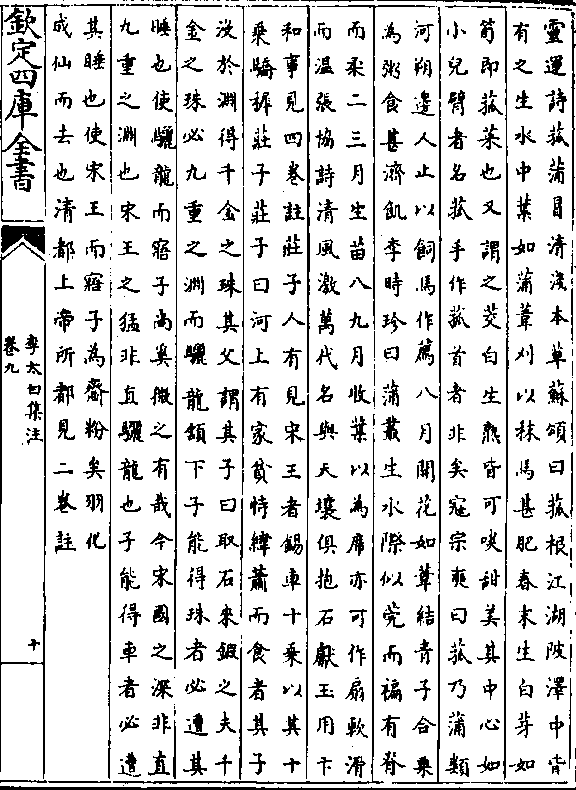 靈運詩菰蒲冒清淺本草蘇頌曰菰根江湖陂澤中皆
有之生水中葉如蒲葦刈以秣馬甚肥春末生白芽如
筍即菰菜也又謂之茭白生熟皆可啖甜美其中心如
小兒臂者名菰手作菰首者非矣寇宗奭曰菰乃蒲類
河朔邊人止以飼馬作薦八月開花如葦結青子合粟
為粥食甚濟飢李時珍曰蒲叢生水際似莞而褊有脊
而柔二三月生苗八九月收葉以為席亦可作扇軟滑
而温張協詩清風激萬代名與天壤俱抱石獻玉用卞
和事見四卷註莊子人有見宋王者錫車十乘以其十
乘驕穉莊子莊子曰河上有家貧恃緯蕭而食者其子
没於淵得千金之珠其父謂其子曰取石來鍛之夫千
金之珠必九重之淵而驪龍頷下子能得珠者必遭其
睡也使驪龍而寤子尚奚微之有哉今宋國之深非直
九重之淵也宋王之猛非直驪龍也子能得車者必遭
其睡也使宋王而寤子為齏粉矣羽化
成仙而去也清都上帝所都見二卷註
欽定四庫全書
李太白集注
卷九
十